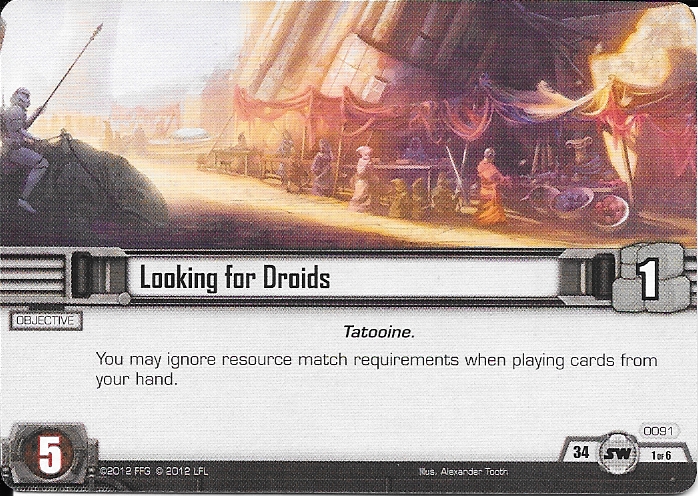 Looking for Droids
1
OBJECTIVE
Tatooine.
You may ignore resource match requirements when playing cards from
your hand.
5
©2012 FFG © 2012 LFL
Illus. Alexander Tooth
34
SW
0091
1 OF 6